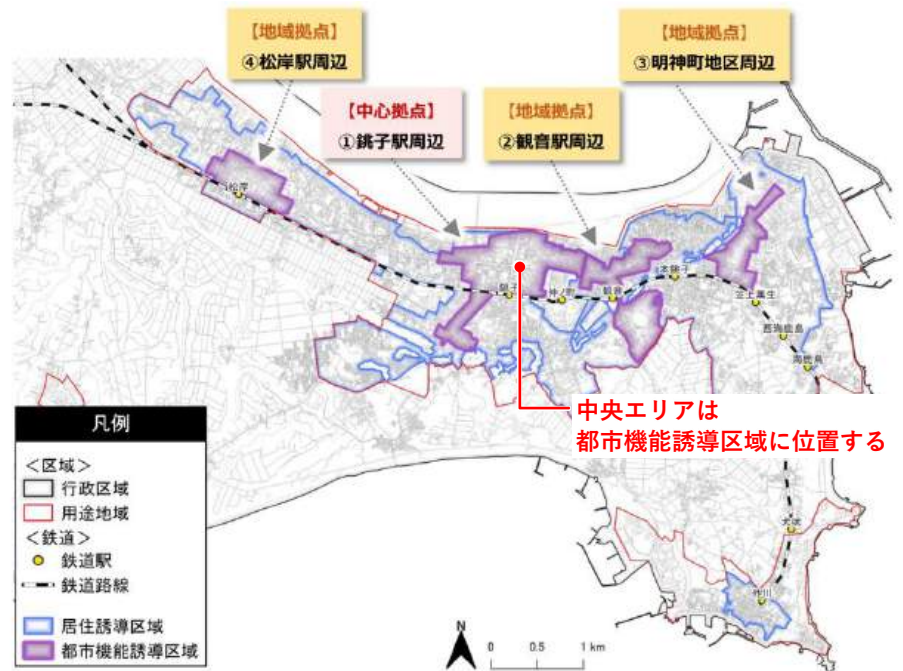 【地域拠点】
④松岸駅周辺
【中心拠点】
①銚子駅周辺
【地域拠点】
②観音駅周辺
【地域拠点】
③明神町地区周辺
松岸
銚子
仲ノ町
観音
本銚子
笠上黒生
西海鹿島
海鹿島
犬吠
外川
中央エリアは
都市機能誘導区域に位置する
凡例
<区域>
行政区域
用途地域
<鉄道>
鉄道駅
鉄道路線
居住誘導区域
都市機能誘導区域
N
0 0.5 1 km